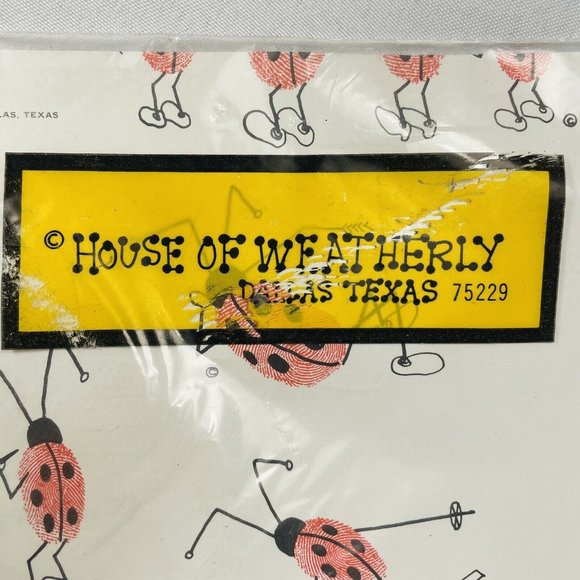 LAS, TEXAS
©
© HOUSE OF WEATHERLY
DALLAS TEXAS 75229
©